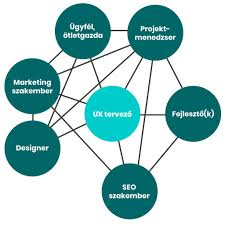 Ügyfél,
ötletgazda
Projekt-
menedzser
Marketing
szakember
UX tervező
Fejlesztő(k)
Designer
SEO
szakember